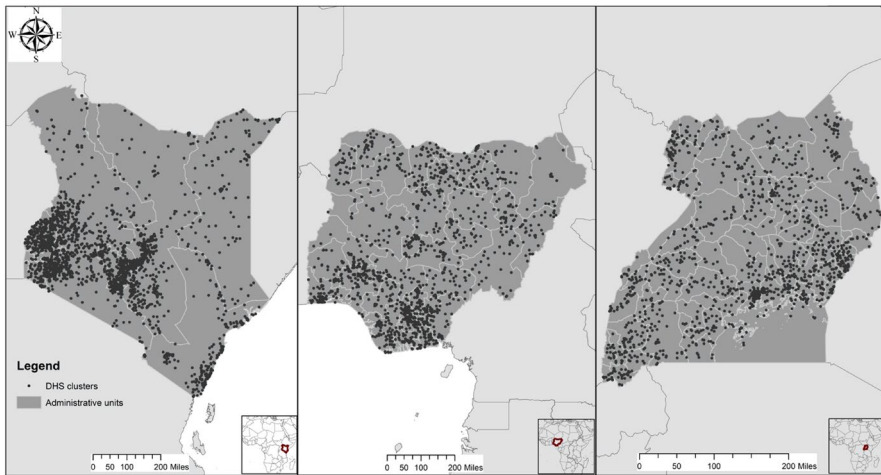 N
W E
S
Legend
DHS clusters
Administrative units
0 50 100 200 Miles
0 50 100 200 Miles
0 50 100 200 Miles